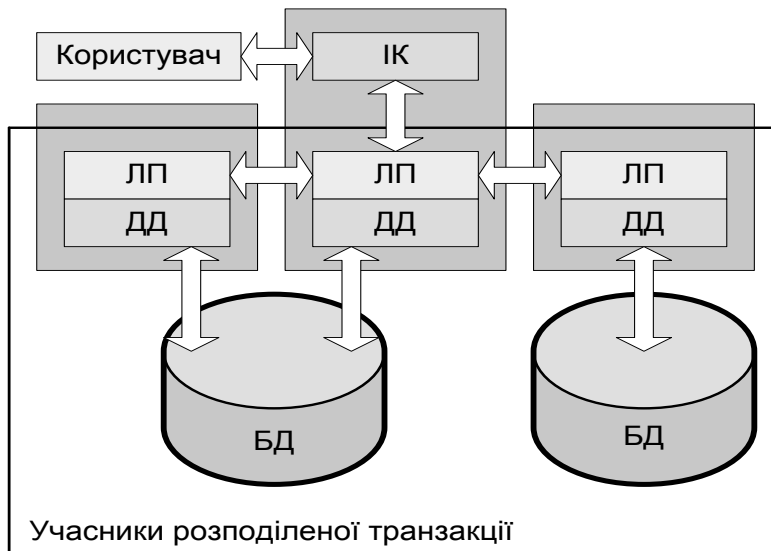 Користувач
ІК
ЛП
ЛП
ЛП
ДД
ДД
ДД
БД
БД
Учасники розподіленої транзакції